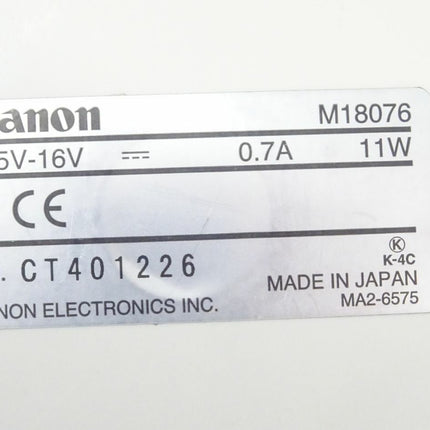 anon M18076
5V-16V ⎓ 0.7A 11W
CE
. CT401226
Ⓚ
K-4C
MADE IN JAPAN
NON ELECTRONICS INC. MA2-6575